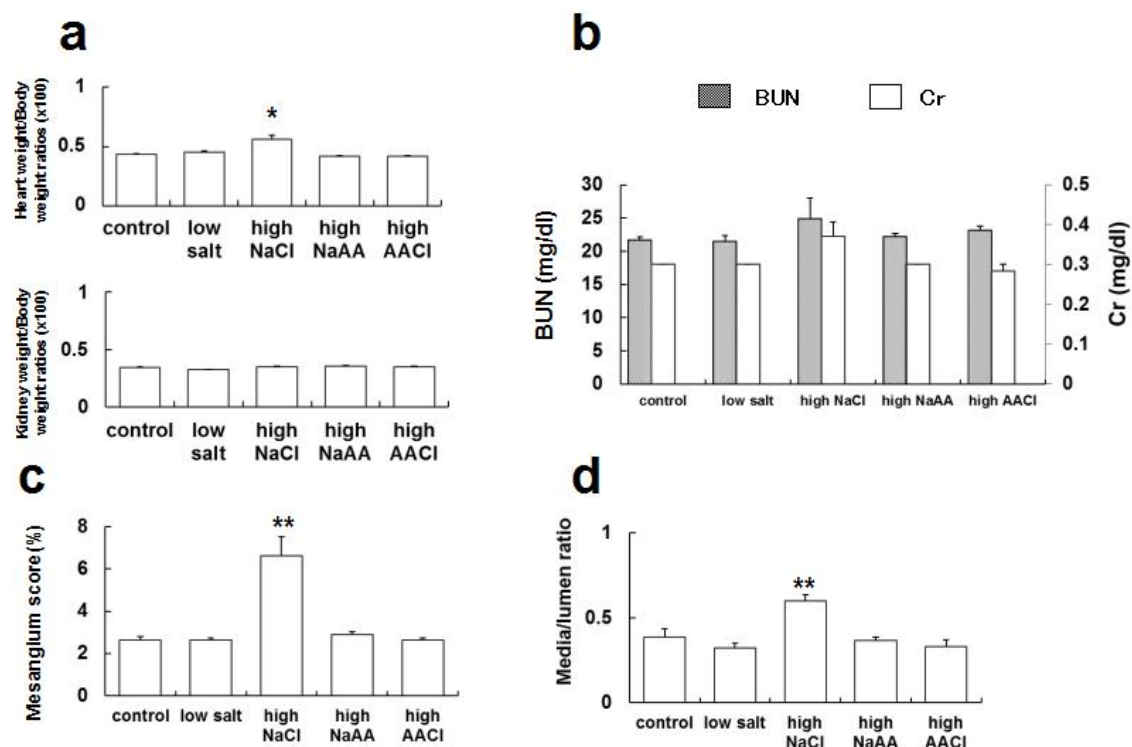 a
Heart weight/Body
weight ratios (x100)
1
0.5
0
*
control
low
salt
high
NaCl
high
NaAA
high
AACl
Kidney weight/Body
weight ratios (x100)
1
0.5
0
control
low
salt
high
NaCl
high
NaAA
high
AACl
b
BUN
Cr
BUN (mg/dl)
30
25
20
15
10
5
0
0.5
0.4
0.3
0.2
0.1
0
Cr (mg/dl)
control
low salt
high NaCl
high NaAA
high AACl
c
Mesanglum score (%)
8
6
4
2
0
**
control
low salt
high
NaCl
high
NaAA
high
AACl
d
Media/lumen ratio
1
0.5
0
**
control
low salt
high
NaCl
high
NaAA
high
AACl